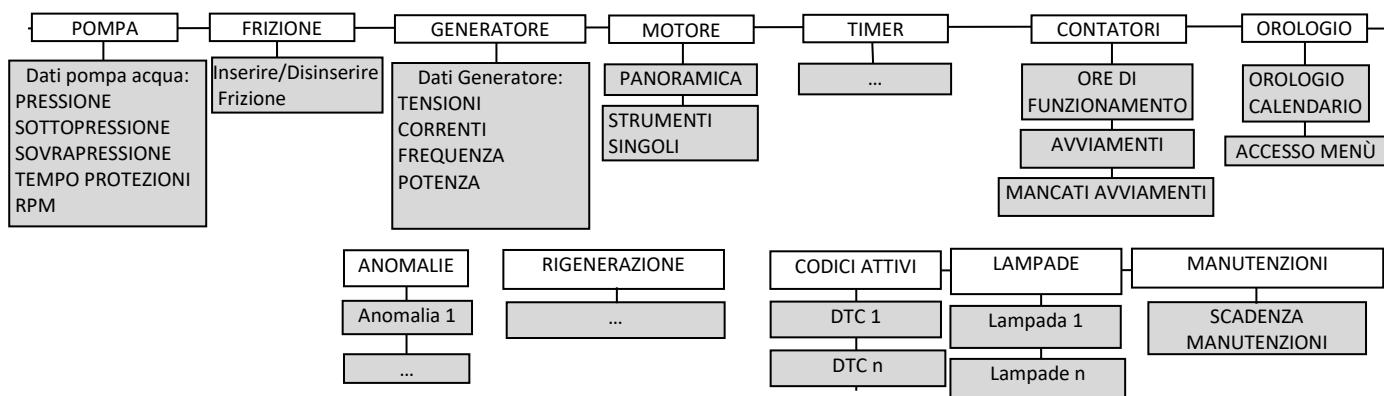 POMPA
Dati pompa acqua:
PRESSIONE
SOTTOPRESSIONE
SOVRAPRESSIONE
TEMPO PROTEZIONI
RPM
FRIZIONE
Inserire/Disinserire
Frizione
GENERATORE
Dati Generatore:
TENSIONI
CORRENTI
FREQUENZA
POTENZA
MOTORE
PANORAMICA
STRUMENTI
SINGOLI
TIMER
...
CONTATORI
ORE DI
FUNZIONAMENTO
AVVIAMENTI
MANCATI AVVIAMENTI
OROLOGIO
OROLOGIO
CALENDARIO
ACCESSO MENÙ
ANOMALIE
Anomalia 1
...
RIGENERAZIONE
...
CODICI ATTIVI
DTC 1
DTC n
LAMPADE
Lampada 1
Lampade n
MANUTENZIONI
SCADENZA
MANUTENZIONI